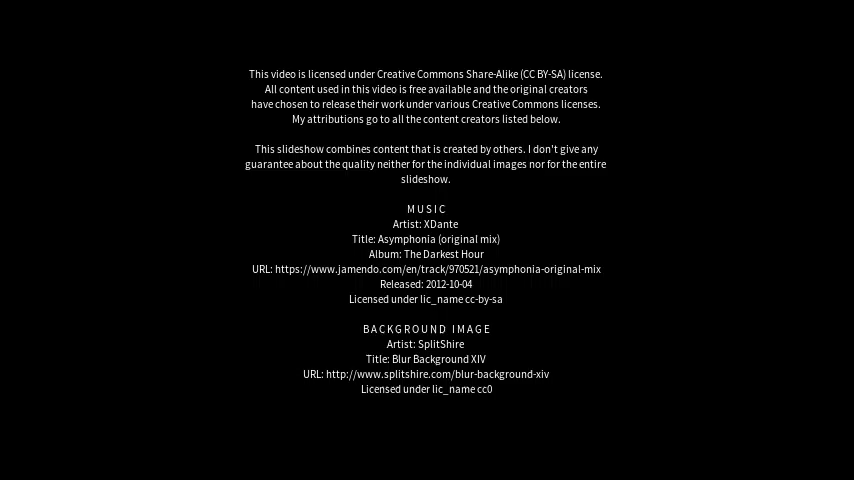 This video is licensed under Creative Commons Share-Alike (CC BY-SA) license.
All content used in this video is free available and the original creators
have chosen to release their work under various Creative Commons licenses.
My attributions go to all the content creators listed below.
This slideshow combines content that is created by others. I don't give any
guarantee about the quality neither for the individual images nor for the entire
slideshow.
MUSIC
Artist: XDante
Title: Asymphonia (original mix)
Album: The Darkest Hour
URL: https://www.jamendo.com/en/track/970521/asymphonia-original-mix
Released: 2012-10-04
Licensed under lic_name cc-by-sa
BACKGROUND IMAGE
Artist: SplitShire
Title: Blur Background XIV
URL: http://www.splitshire.com/blur-background-xiv
Licensed under lic_name cc0